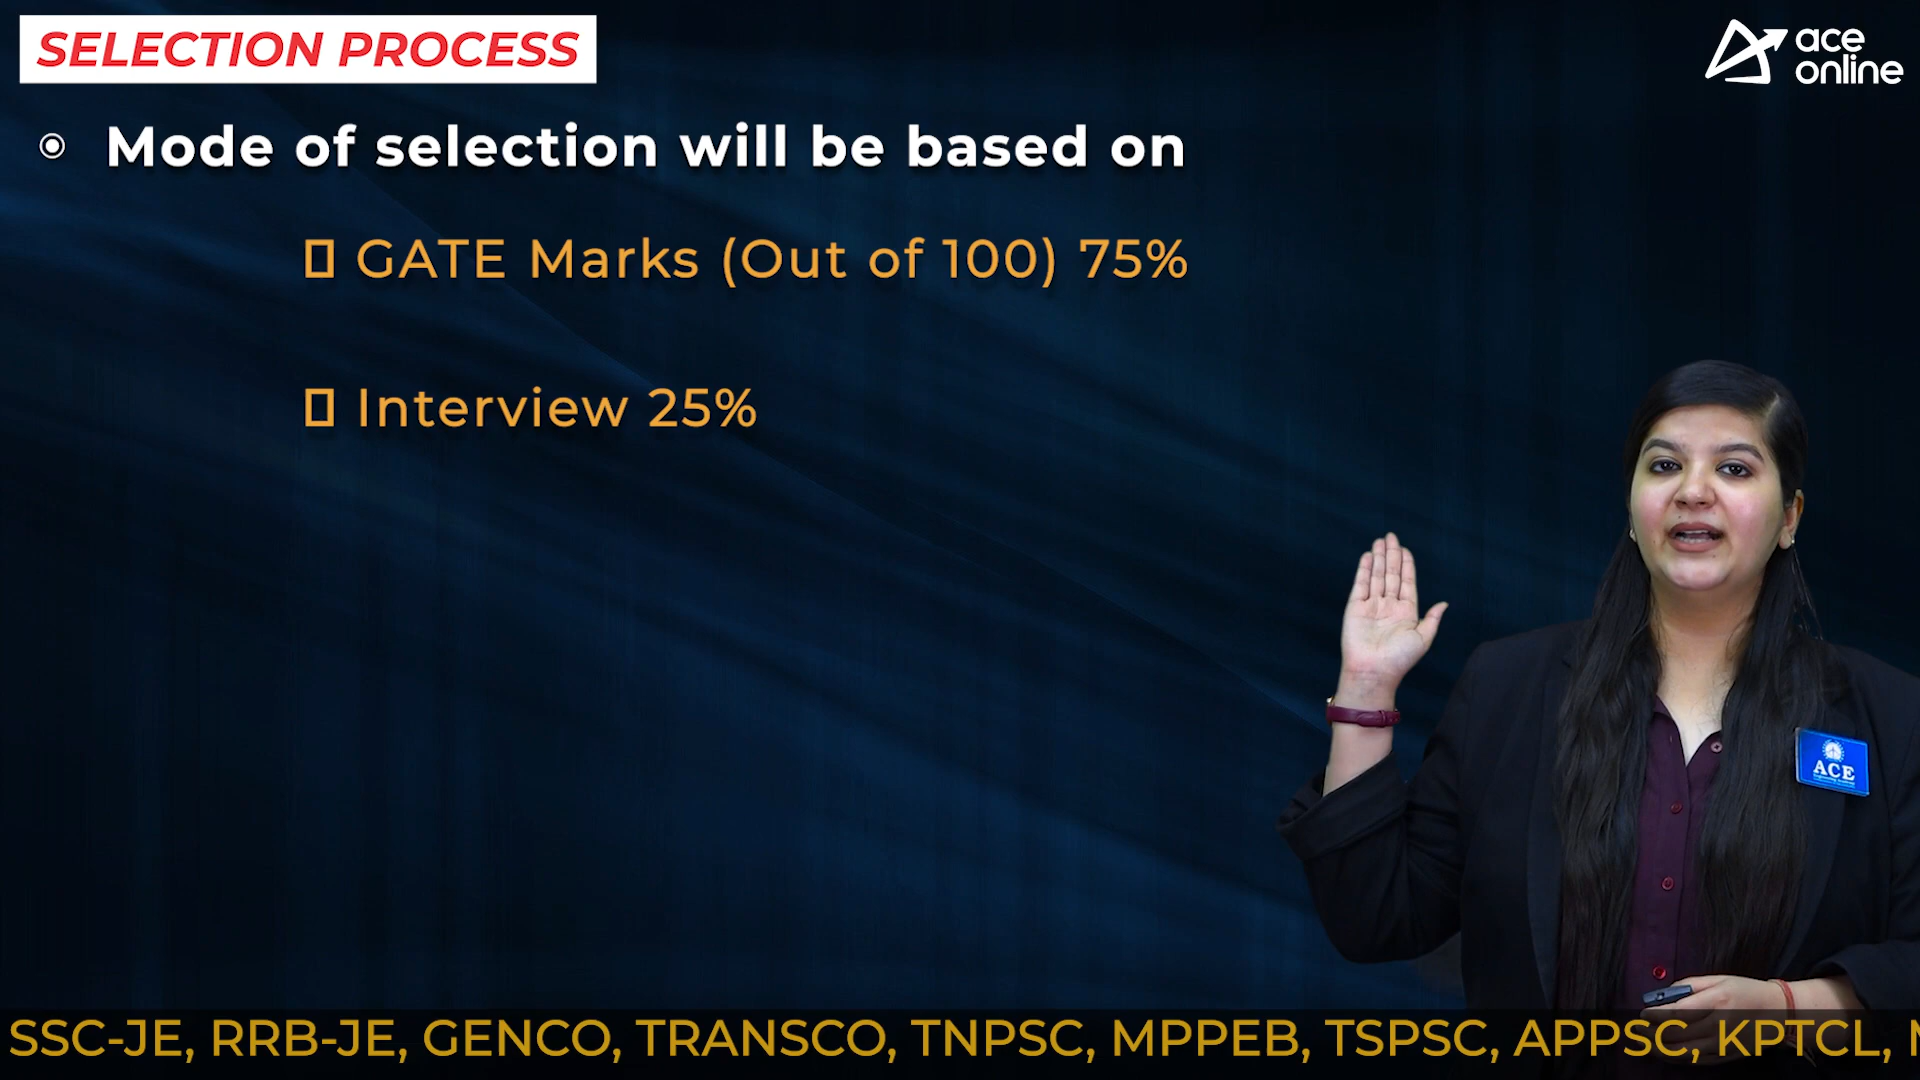 SELECTION PROCESS
ace
online
Mode of selection will be based on
GATE Marks (Out of 100) 75%
Interview 25%
ACE
SSC-JE, RRB-JE, GENCO, TRANSCO, TNPSC, MPPEB, TSPSC, APPSC, KPTCL,